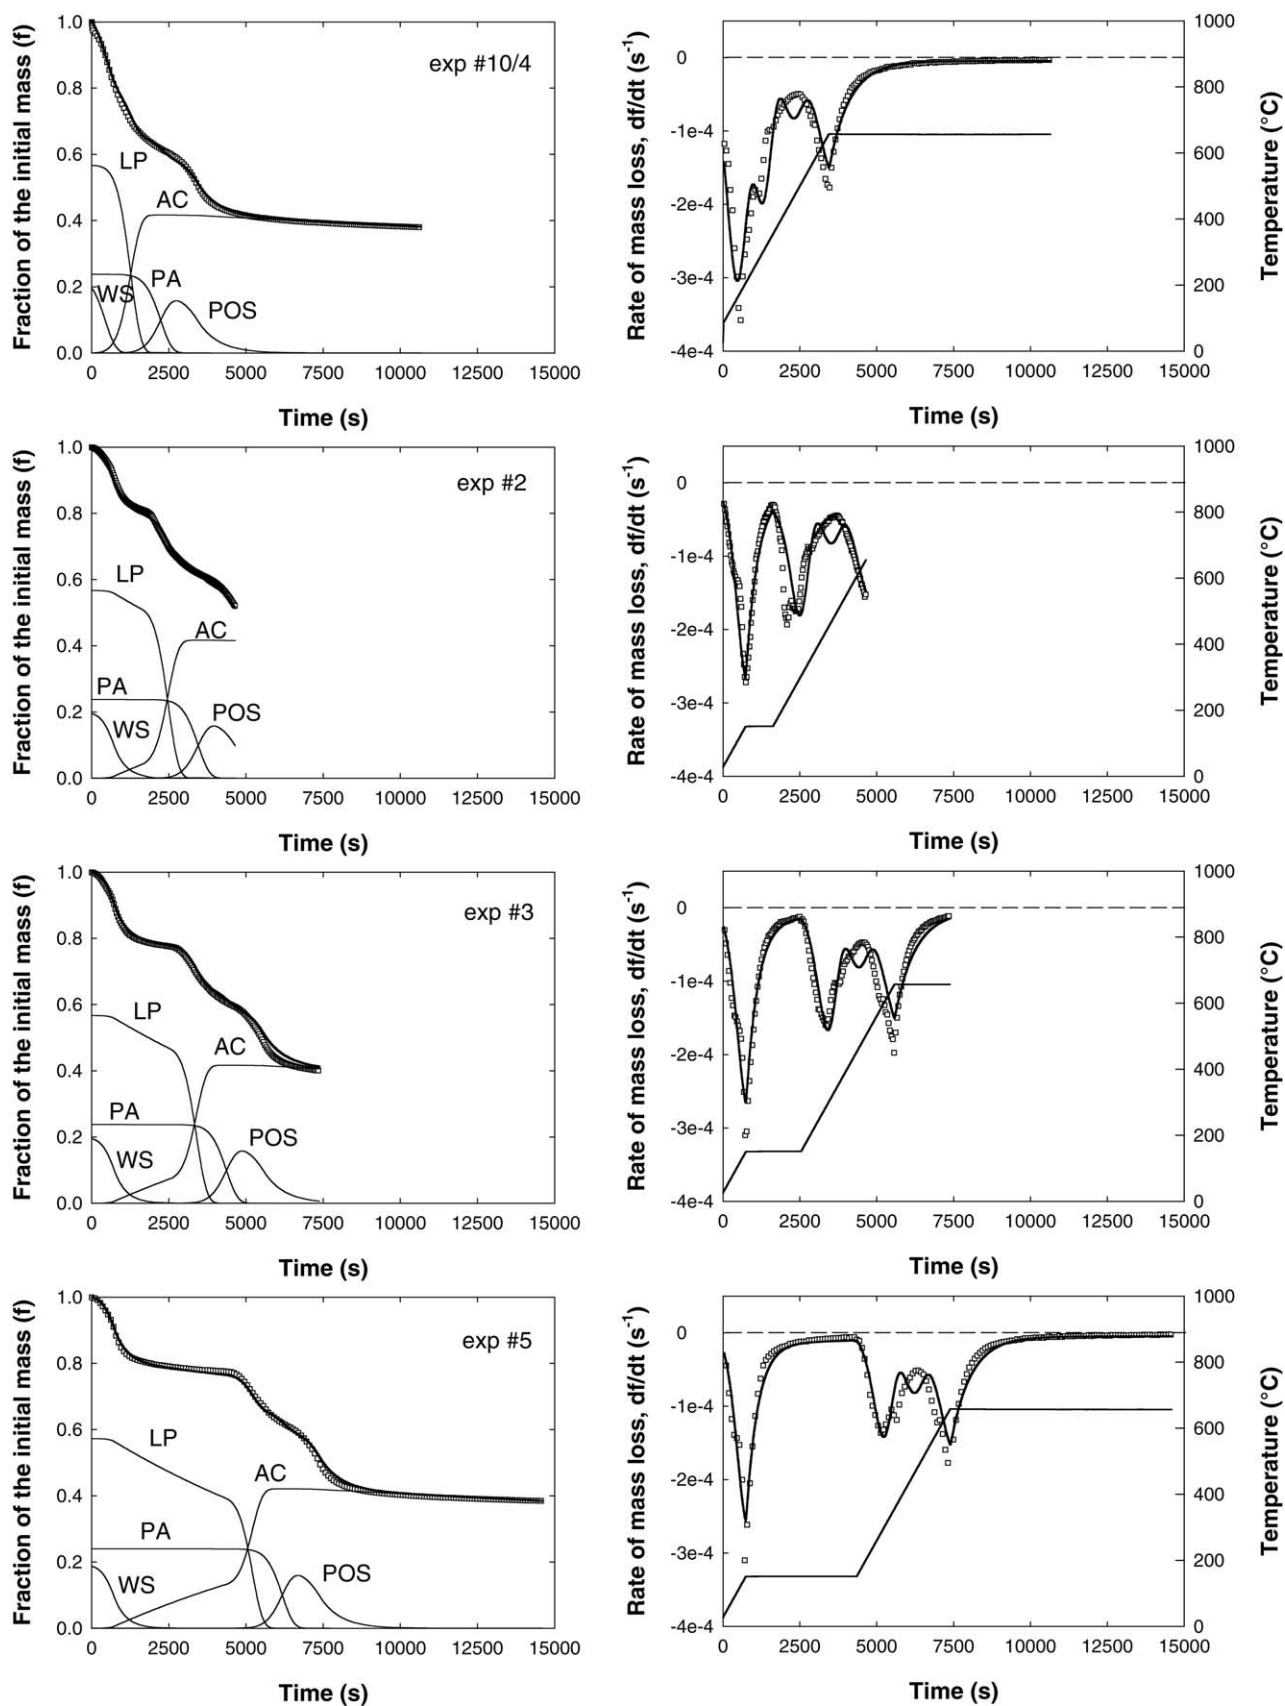 Fraction of the initial mass (f)
1.0
0.8
0.6
0.4
0.2
0.0
exp #10/4
LP
AC
WS
PA
POS
0 2500 5000 7500 10000 12500 15000
Time (s)
Rate of mass loss, df/dt (s⁻¹)
0
-1e-4
-2e-4
-3e-4
-4e-4
1000
800
600
400
200
0
Temperature (°C)
0 2500 5000 7500 10000 12500 15000
Time (s)
Fraction of the initial mass (f)
1.0
0.8
0.6
0.4
0.2
0.0
exp #2
LP
AC
PA
WS
POS
0 2500 5000 7500 10000 12500 15000
Time (s)
Rate of mass loss, df/dt (s⁻¹)
0
-1e-4
-2e-4
-3e-4
-4e-4
1000
800
600
400
200
0
Temperature (°C)
0 2500 5000 7500 10000 12500 15000
Time (s)
Fraction of the initial mass (f)
1.0
0.8
0.6
0.4
0.2
0.0
exp #3
LP
AC
PA
WS
POS
0 2500 5000 7500 10000 12500 15000
Time (s)
Rate of mass loss, df/dt (s⁻¹)
0
-1e-4
-2e-4
-3e-4
-4e-4
1000
800
600
400
200
0
Temperature (°C)
0 2500 5000 7500 10000 12500 15000
Time (s)
Fraction of the initial mass (f)
1.0
0.8
0.6
0.4
0.2
0.0
exp #5
LP
AC
PA
WS
POS
0 2500 5000 7500 10000 12500 15000
Time (s)
Rate of mass loss, df/dt (s⁻¹)
0
-1e-4
-2e-4
-3e-4
-4e-4
1000
800
600
400
200
0
Temperature (°C)
0 2500 5000 7500 10000 12500 15000
Time (s)